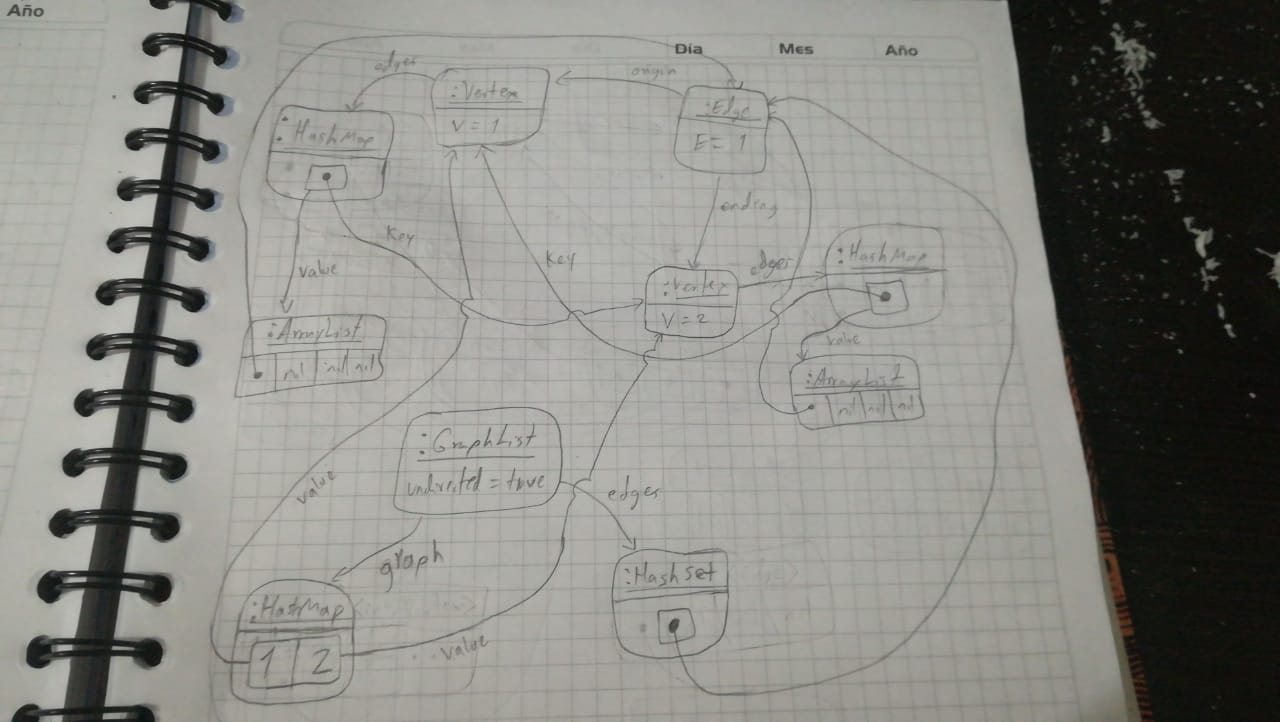 Año
Día Mes Año
edges
:Vertex
V = 1
origin
:Edge
E = 1
:HashMap
key
value
ending
key
:Vertex
V = 2
edges
:HashMap
value
:ArrayList
nil nil nil
:ArrayList
nil nil nil
:GraphList
undirected = true
value
edges
graph
:HashSet
:HashMap
1 2
value